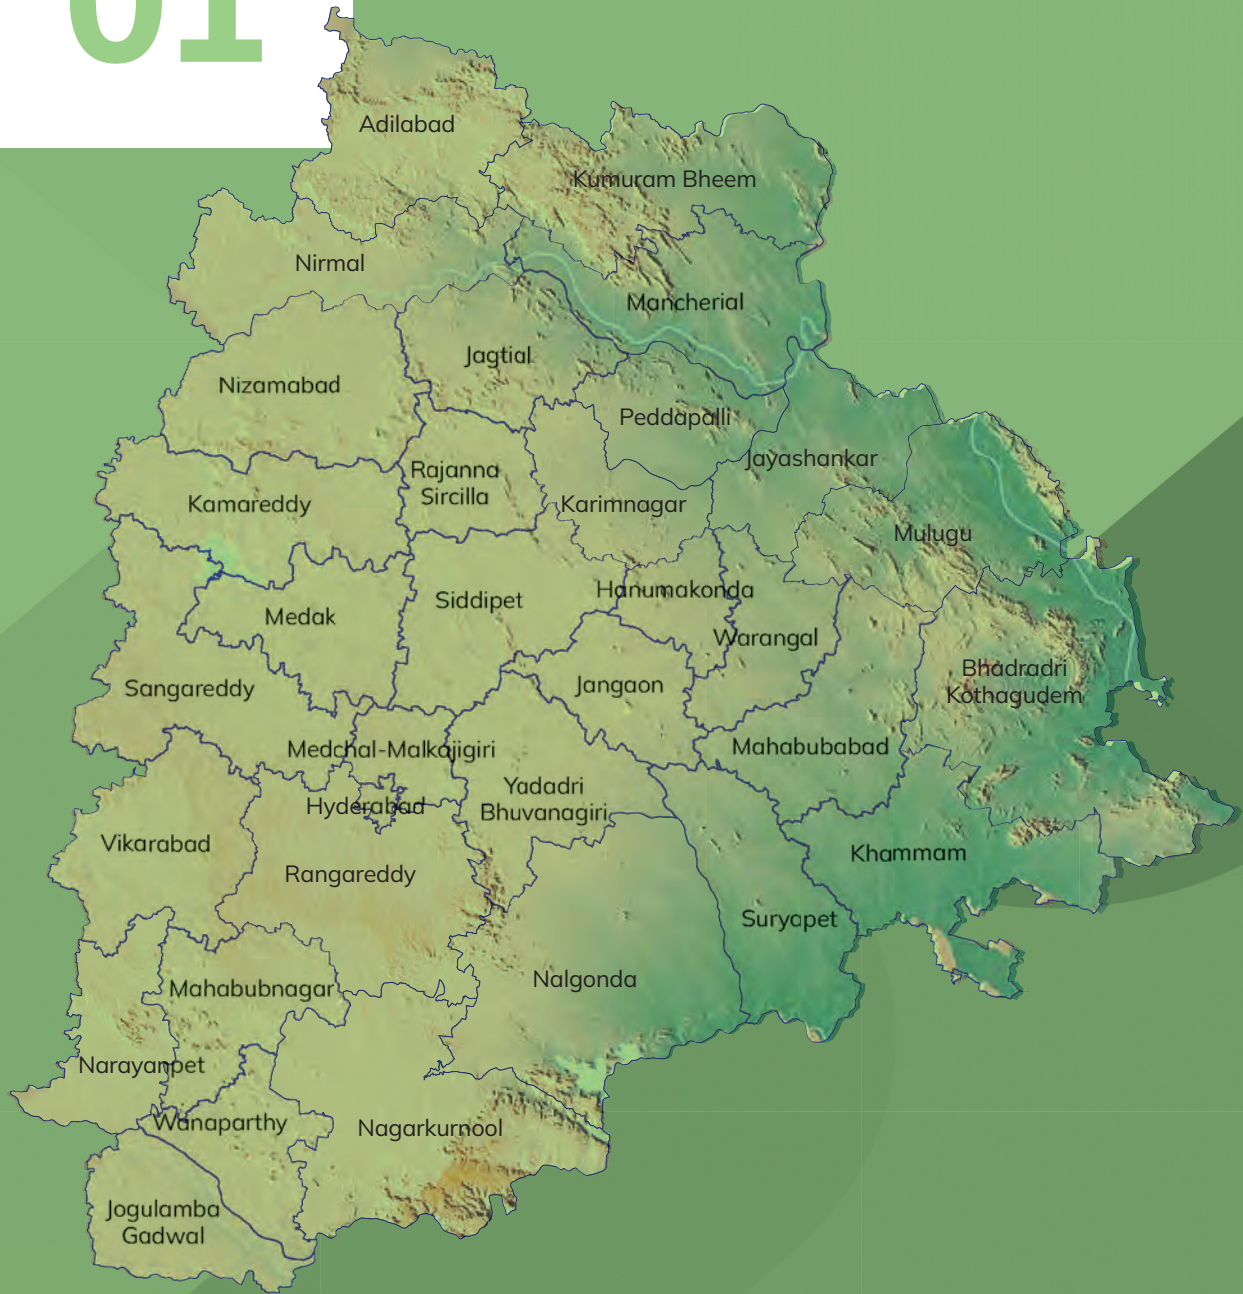 01
Adilabad
Kumuram Bheem
Nirmal
Mancherial
Jagtial
Nizamabad
Peddapalli
Jayashankar
Rajanna
Sircilla
Kamareddy
Karimnagar
Mulugu
Hanumakonda
Siddipet
Medak
Warangal
Bhadradri
Kothagudem
Sangareddy
Jangaon
Mahabubabad
Medchal-Malkajigiri
Yadadri
Bhuvanagiri
Hyderabad
Vikarabad
Khammam
Rangareddy
Suryapet
Nalgonda
Mahabubnagar
Narayanpet
Wanaparthy
Nagarkurnool
Jogulamba
Gadwal